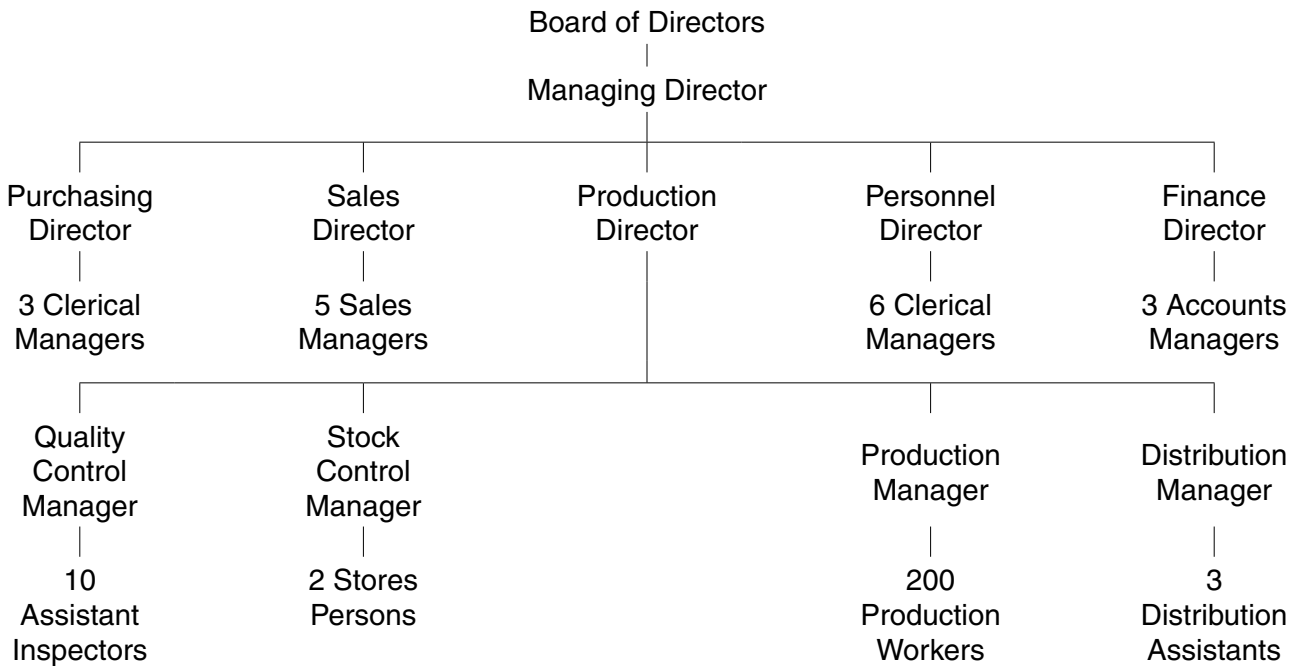 Board of Directors
Managing Director
Purchasing
Director
Sales
Director
Production
Director
Personnel
Director
Finance
Director
3 Clerical
Managers
5 Sales
Managers
6 Clerical
Managers
3 Accounts
Managers
Quality
Control
Manager
Stock
Control
Manager
Production
Manager
Distribution
Manager
10
Assistant
Inspectors
2 Stores
Persons
200
Production
Workers
3
Distribution
Assistants